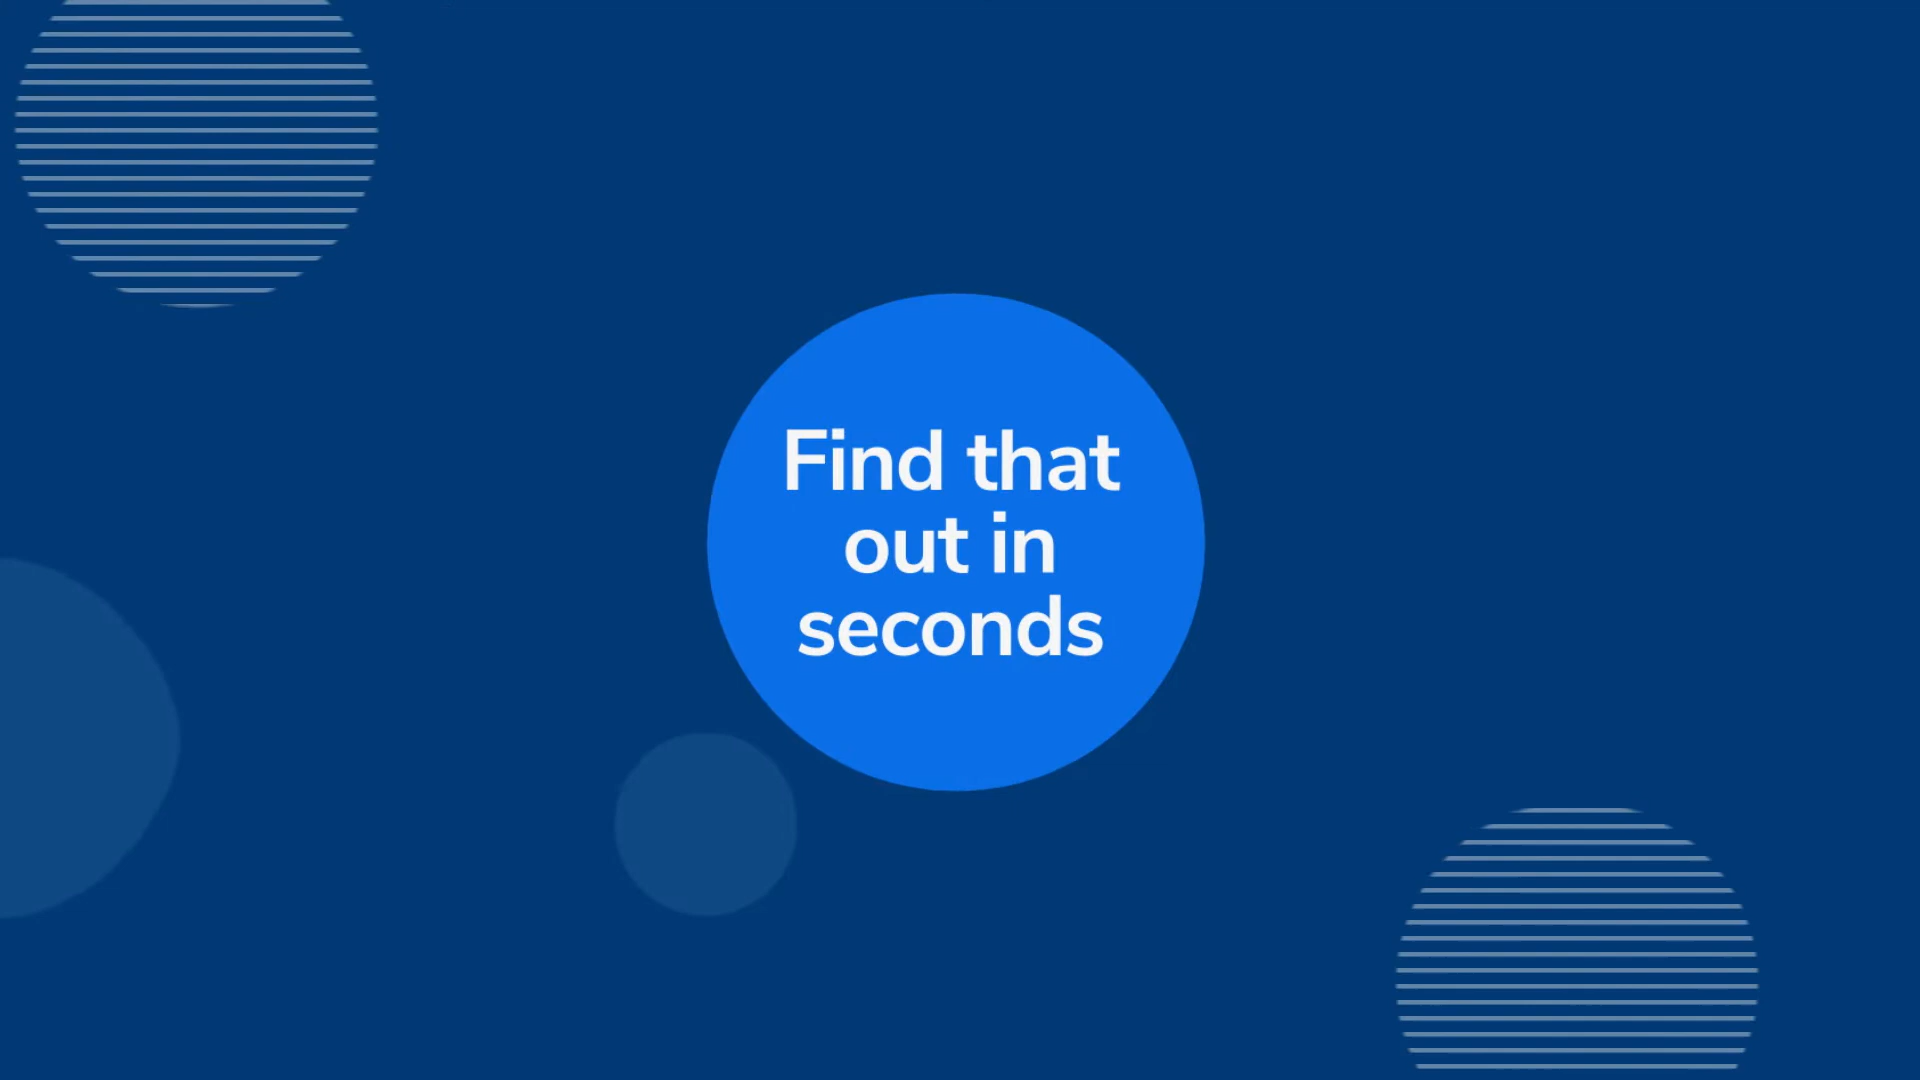 Find that
out in
seconds